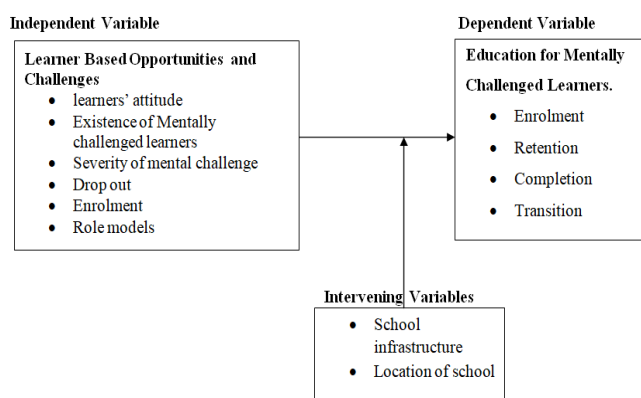 Independent Variable
Learner Based Opportunities and
Challenges
• learners' attitude
• Existence of Mentally
challenged learners
• Severity of mental challenge
• Drop out
• Enrolment
• Role models
Dependent Variable
Education for Mentally
Challenged Learners.
• Enrolment
• Retention
• Completion
• Transition
Intervening Variables
• School
infrastructure
• Location of school